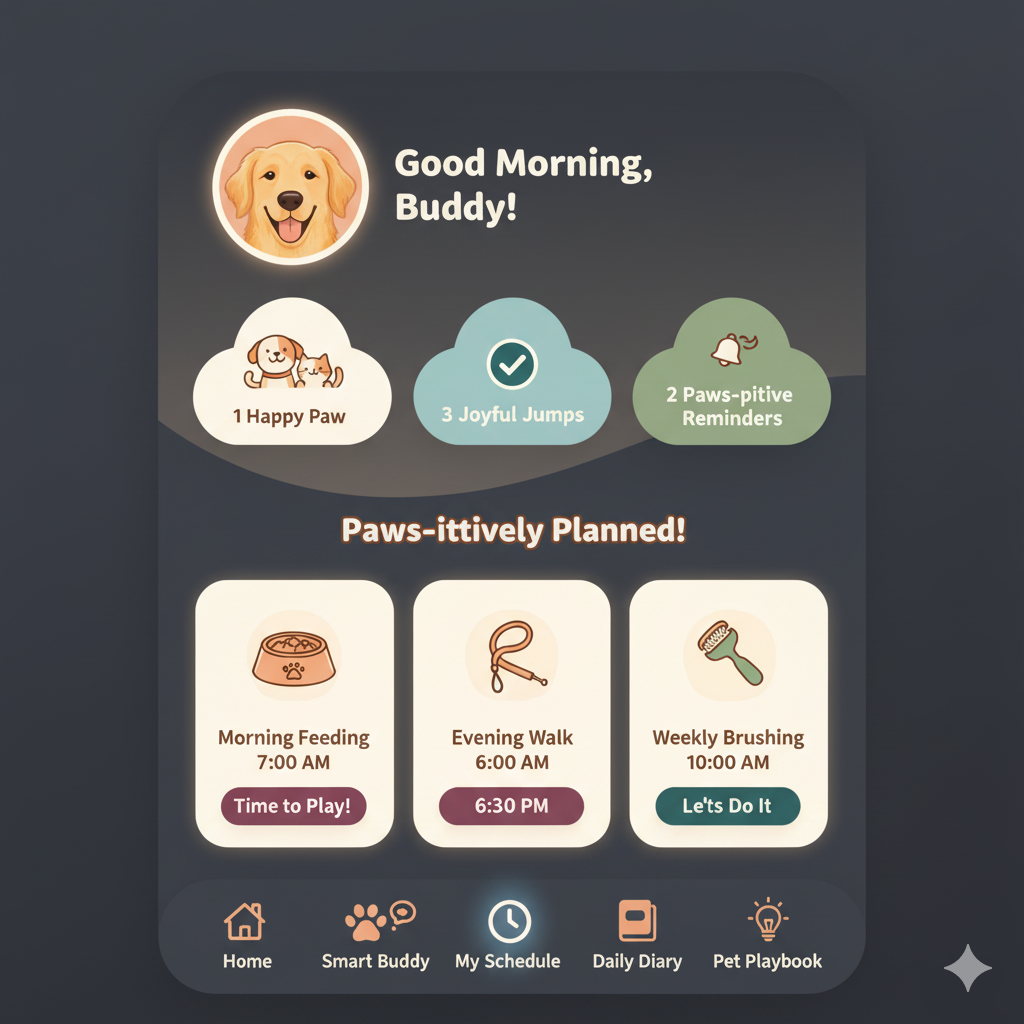 Good Morning,
Buddy!
1 Happy Paw
3 Joyful Jumps
2 Paws-pitive
Reminders
Paws-ittively Planned!
Morning Feeding
7:00 AM
Time to Play!
Evening Walk
6:00 AM
6:30 PM
Weekly Brushing
10:00 AM
Le'ts Do It
Home
Smart Buddy
My Schedule
Daily Diary
Pet Playbook